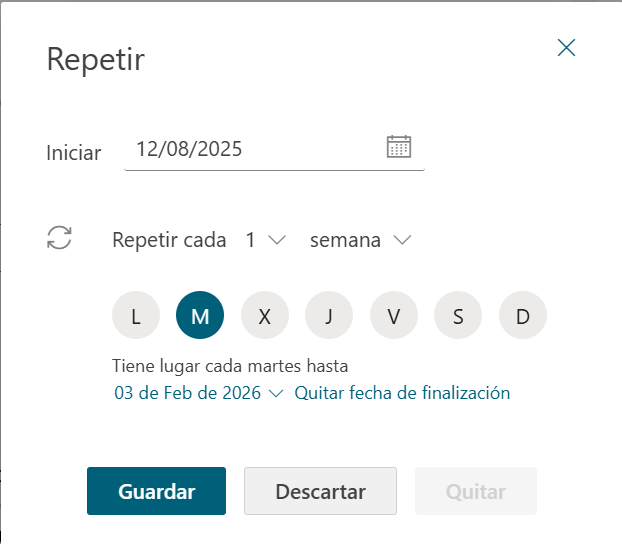 Repetir
Iniciar 12/08/2025
Repetir cada 1 semana
L M X J V S D
Tiene lugar cada martes hasta
03 de Feb de 2026 Quitar fecha de finalización
Guardar Descartar Quitar